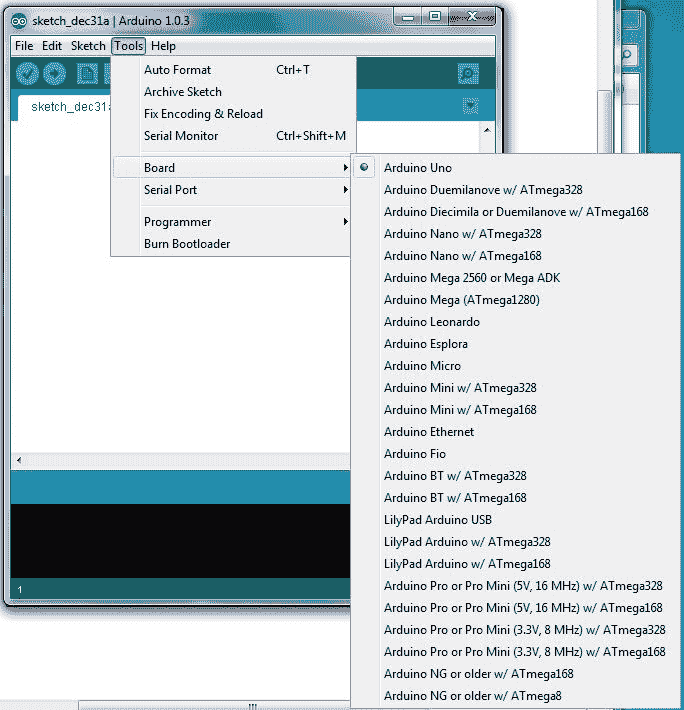 sketch_dec31a | Arduino 1.0.3
File Edit Sketch Tools Help
Auto Format Ctrl+T
Archive Sketch
Fix Encoding & Reload
Serial Monitor Ctrl+Shift+M
Board
Serial Port
Programmer
Burn Bootloader
sketch_dec31a
Arduino Uno
Arduino Duemilanove w/ ATmega328
Arduino Diecimila or Duemilanove w/ ATmega168
Arduino Nano w/ ATmega328
Arduino Nano w/ ATmega168
Arduino Mega 2560 or Mega ADK
Arduino Mega (ATmega1280)
Arduino Leonardo
Arduino Esplora
Arduino Micro
Arduino Mini w/ ATmega328
Arduino Mini w/ ATmega168
Arduino Ethernet
Arduino Fio
Arduino BT w/ ATmega328
Arduino BT w/ ATmega168
LilyPad Arduino USB
LilyPad Arduino w/ ATmega328
LilyPad Arduino w/ ATmega168
Arduino Pro or Pro Mini (5V, 16 MHz) w/ ATmega328
Arduino Pro or Pro Mini (5V, 16 MHz) w/ ATmega168
Arduino Pro or Pro Mini (3.3V, 8 MHz) w/ ATmega328
Arduino Pro or Pro Mini (3.3V, 8 MHz) w/ ATmega168
Arduino NG or older w/ ATmega168
Arduino NG or older w/ ATmega8
1